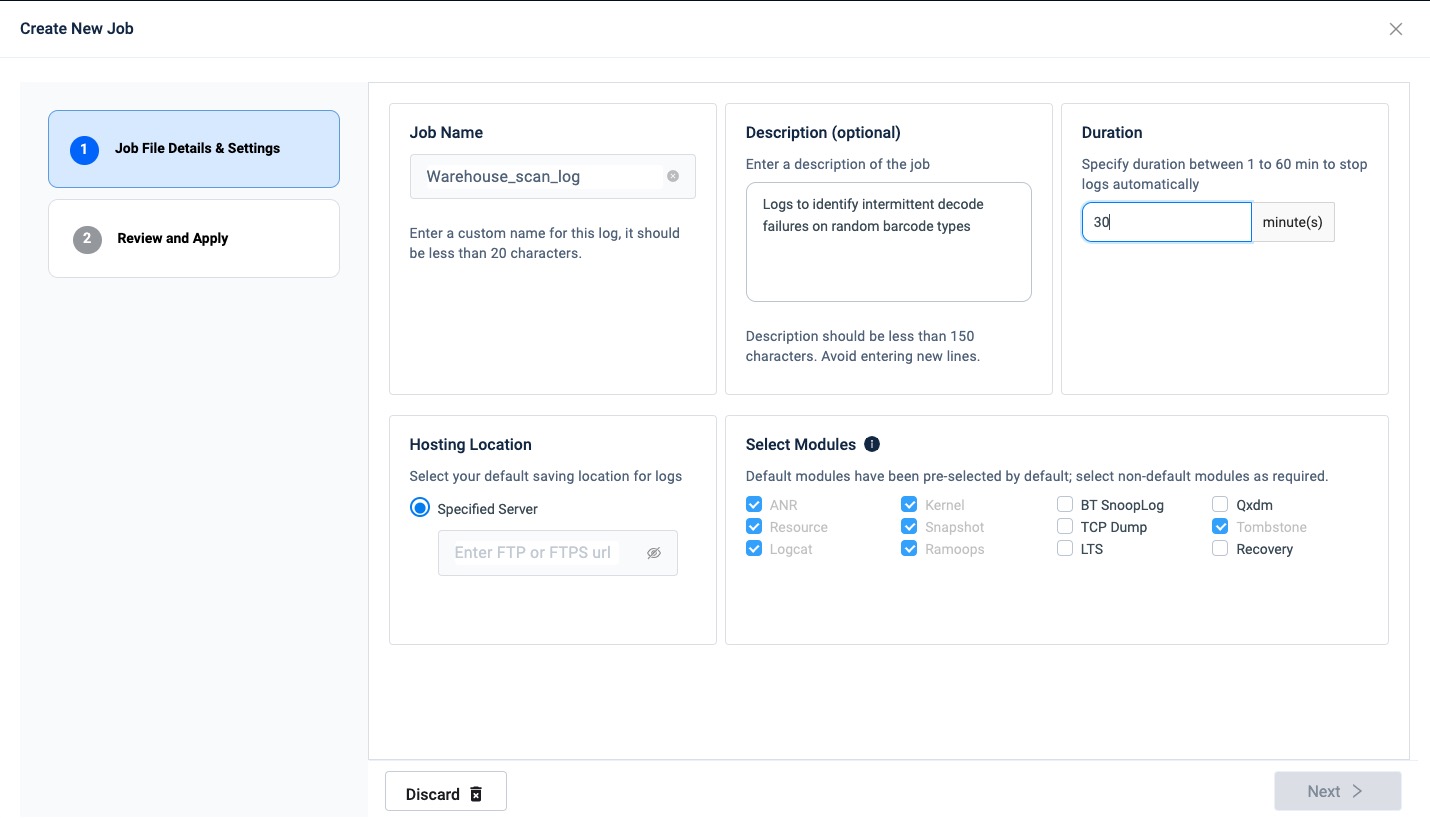 Create New Job
1
Job File Details & Settings
2
Review and Apply
Job Name
Warehouse_scan_log
Enter a custom name for this log, it should
be less than 20 characters.
Description (optional)
Enter a description of the job
Logs to identify intermittent decode
failures on random barcode types
Description should be less than 150
characters. Avoid entering new lines.
Duration
Specify duration between 1 to 60 min to stop
logs automatically
30 minute(s)
Hosting Location
Select your default saving location for logs
Specified Server
Enter FTP or FTPS url
Select Modules
Default modules have been pre-selected by default; select non-default modules as required.
ANR Kernel BT SnoopLog Qxdm
Resource Snapshot TCP Dump Tombstone
Logcat Ramoops LTS Recovery
Discard
Next